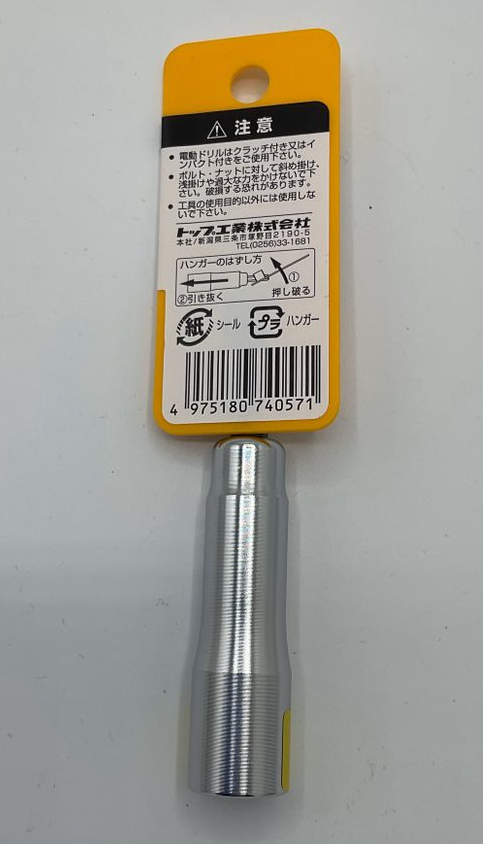 ⚠ 注意
• 電動ドリルはクラッチ付き又はイ
ンパクト付きをご使用下さい。
• ボルト・ナットに対して斜め掛け、
浅掛けや過大な力をかけないで下
さい。破損する恐れがあります。
• 工具の使用目的以外には使用しな
いで下さい。
トップ工業株式会社
本社/新潟県三条市塚野目2190-5
TEL(0256)33-1681
ハンガーのはずし方
①
②引き抜く 押し破る
紙 シール プラ ハンガー
4 975180 740571